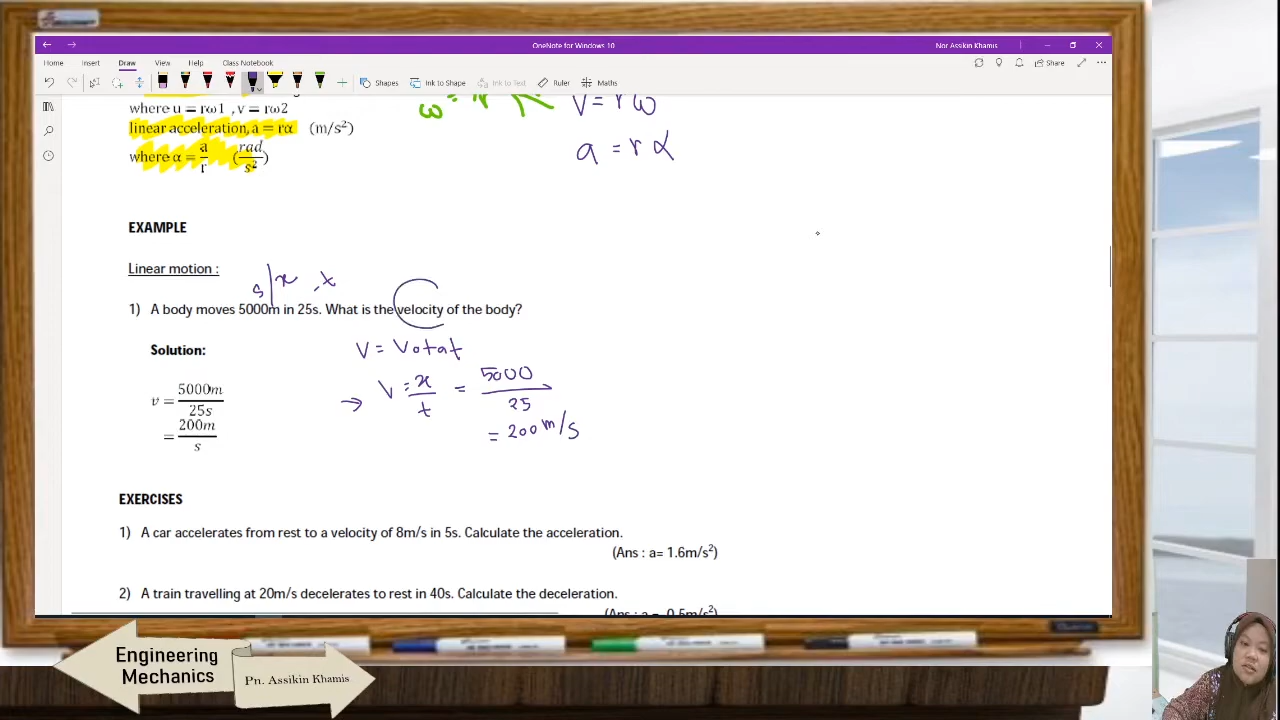 OneNote for Windows 10
Nor Assikin Khamis
Home Insert Draw View Help Class Notebook
Share
Shapes Ink to Shape Ink to Text Ruler Maths
where u = rω1 , v = rω2
linear acceleration, a = rα (m/s²)
where α = a/r (rad/s²)
v = rω
a = rα
EXAMPLE
Linear motion :
s/x , t
1) A body moves 5000m in 25s. What is the velocity of the body?
Solution:
v = 5000m/25s
= 200m/s
V = Vo+at
→ V = x/t = 5000/25
= 200 m/s
EXERCISES
1) A car accelerates from rest to a velocity of 8m/s in 5s. Calculate the acceleration.
(Ans : a= 1.6m/s²)
2) A train travelling at 20m/s decelerates to rest in 40s. Calculate the deceleration.
Engineering
Mechanics
Pn. Assikin Khamis